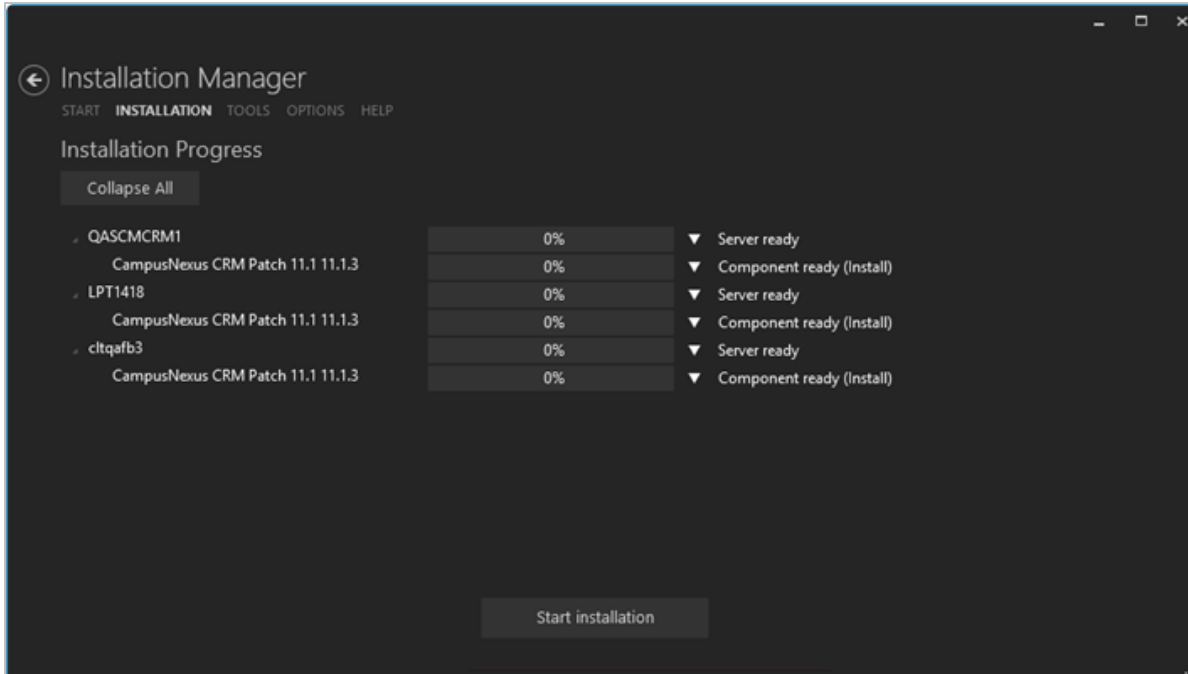 Installation Manager
START INSTALLATION TOOLS OPTIONS HELP
Installation Progress
Collapse All
QASCMCRM1 0% Server ready
CampusNexus CRM Patch 11.1 11.1.3 0% Component ready (Install)
LPT1418 0% Server ready
CampusNexus CRM Patch 11.1 11.1.3 0% Component ready (Install)
cltqafb3 0% Server ready
CampusNexus CRM Patch 11.1 11.1.3 0% Component ready (Install)
Start installation